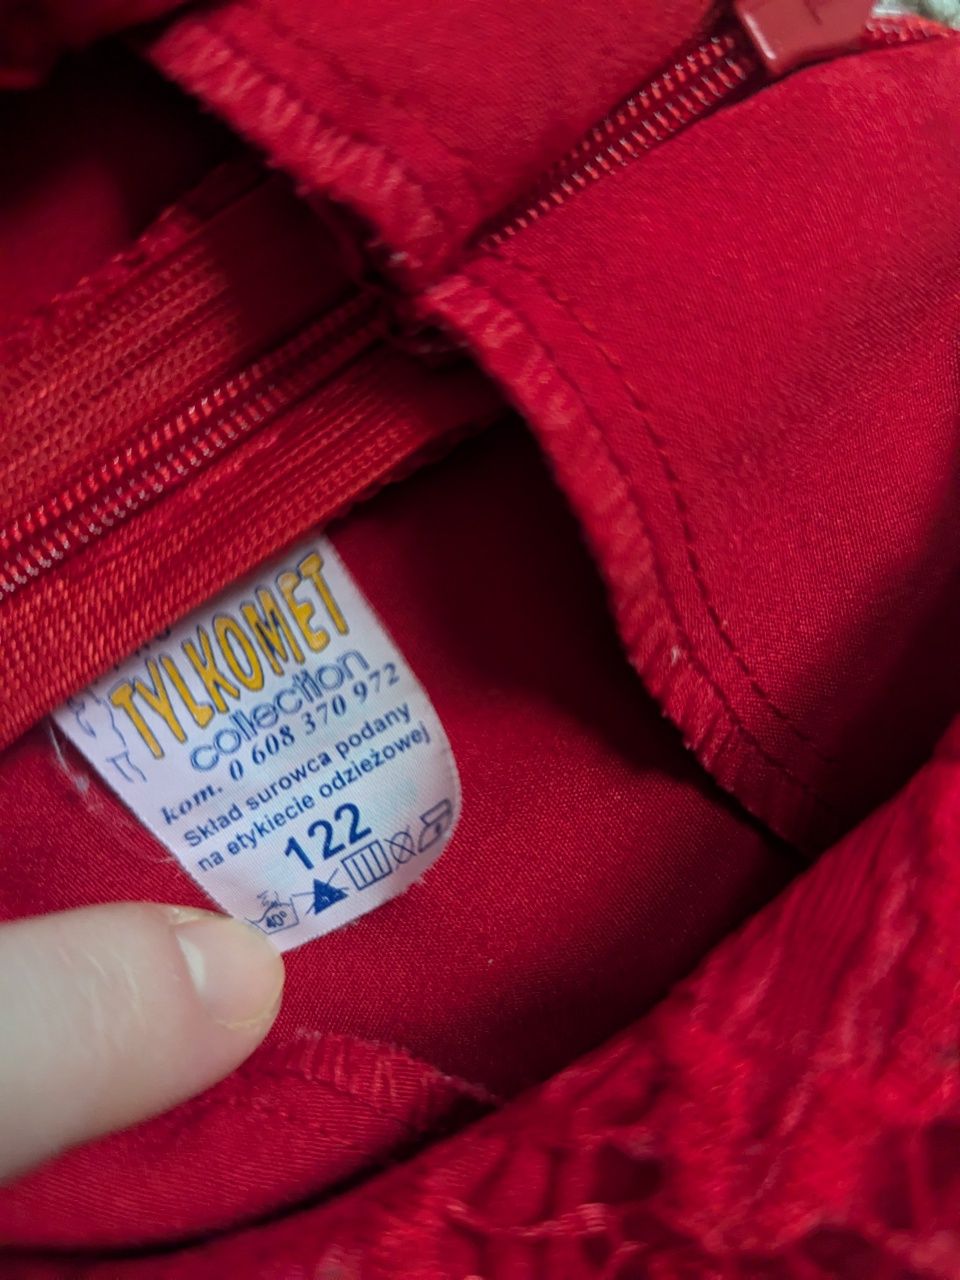 TYLKOMET
collection
kom. 0 608 370 972
Skład surowca podany
na etykiecie odzieżowej
122
40°